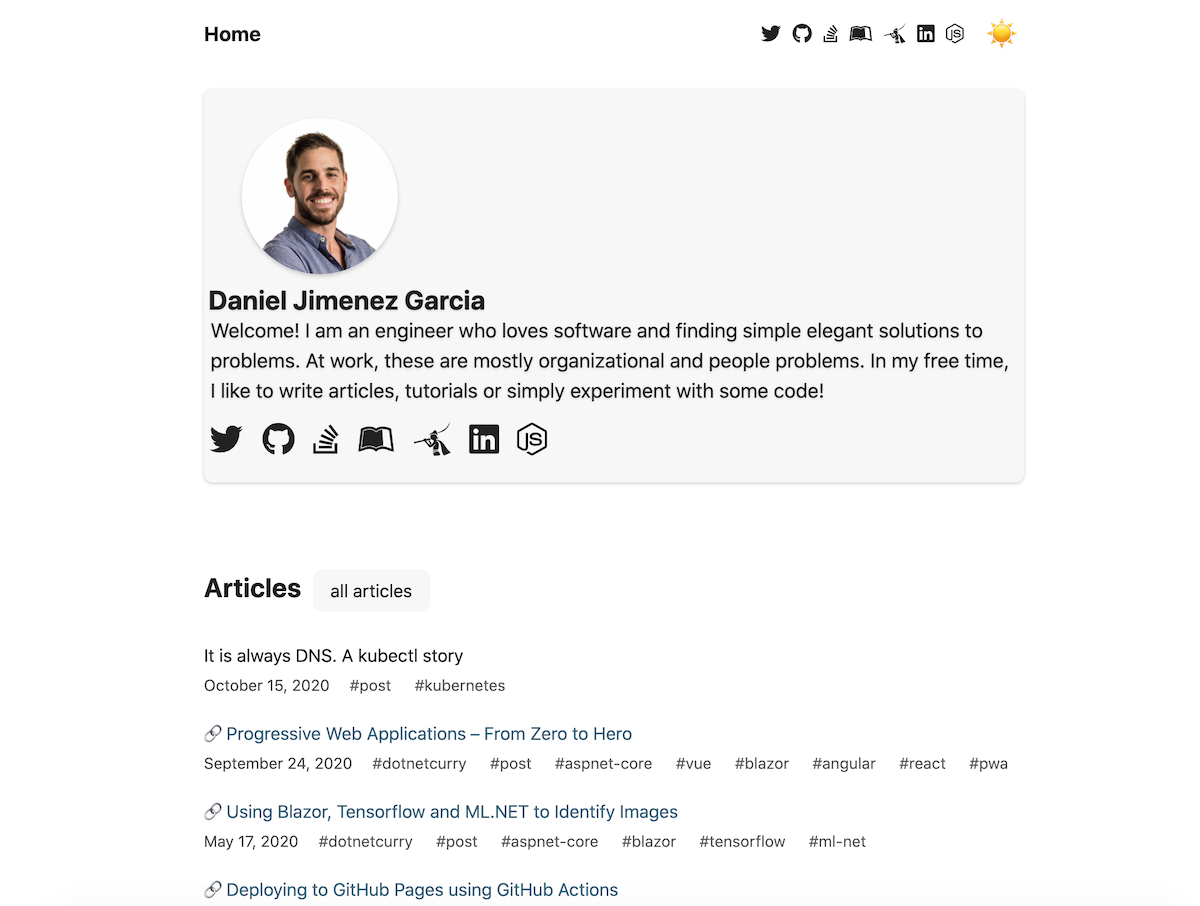 Home
Daniel Jimenez Garcia
Welcome! I am an engineer who loves software and finding simple elegant solutions to
problems. At work, these are mostly organizational and people problems. In my free time,
I like to write articles, tutorials or simply experiment with some code!
Articles all articles
It is always DNS. A kubectl story
October 15, 2020 #post #kubernetes
Progressive Web Applications – From Zero to Hero
September 24, 2020 #dotnetcurry #post #aspnet-core #vue #blazor #angular #react #pwa
Using Blazor, Tensorflow and ML.NET to Identify Images
May 17, 2020 #dotnetcurry #post #aspnet-core #blazor #tensorflow #ml-net
Deploying to GitHub Pages using GitHub Actions